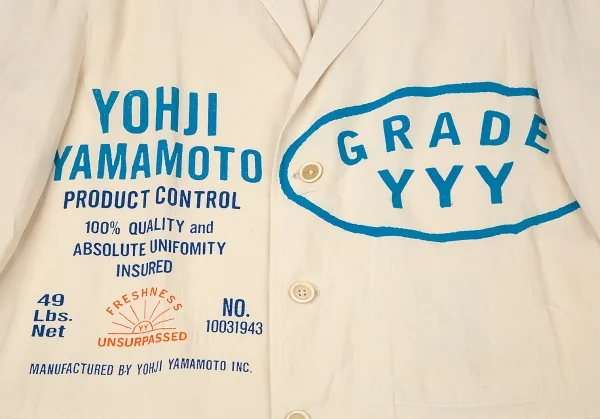 YOHJI
YAMAMOTO
PRODUCT CONTROL
100% QUALITY and
ABSOLUTE UNIFOMITY
INSURED
49
Lbs.
Net
FRESHNESS
YY
UNSURPASSED
NO.
10031943
MANUFACTURED BY YOHJI YAMAMOTO INC.
GRADE
YYY